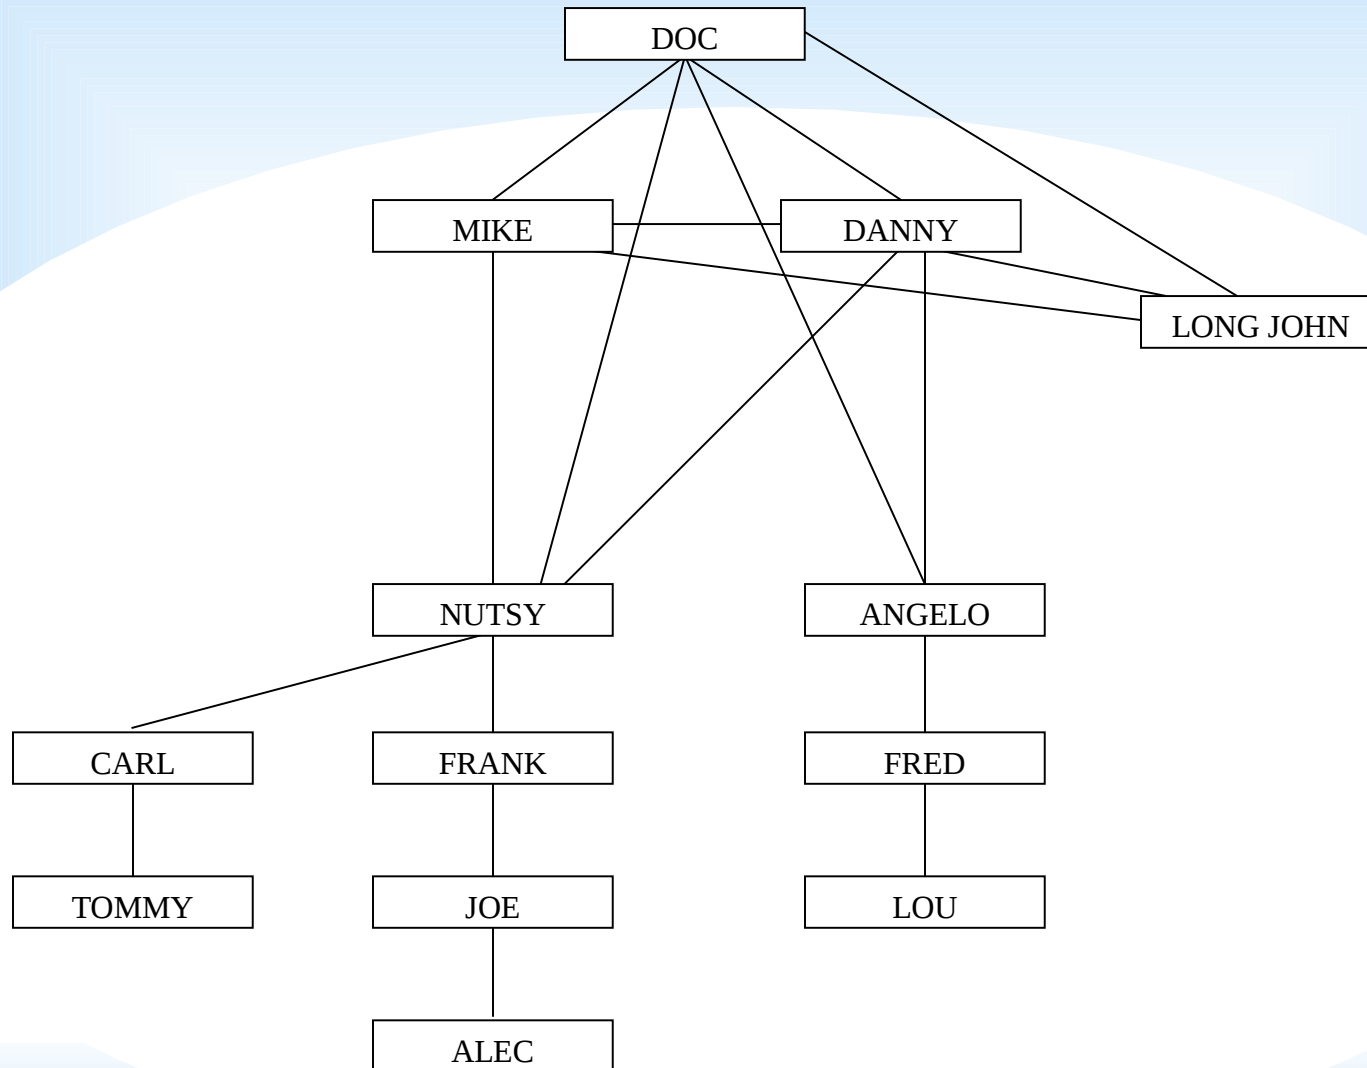 DOC
MIKE
DANNY
LONG JOHN
NUTSY
ANGELO
CARL
FRANK
FRED
TOMMY
JOE
LOU
ALEC